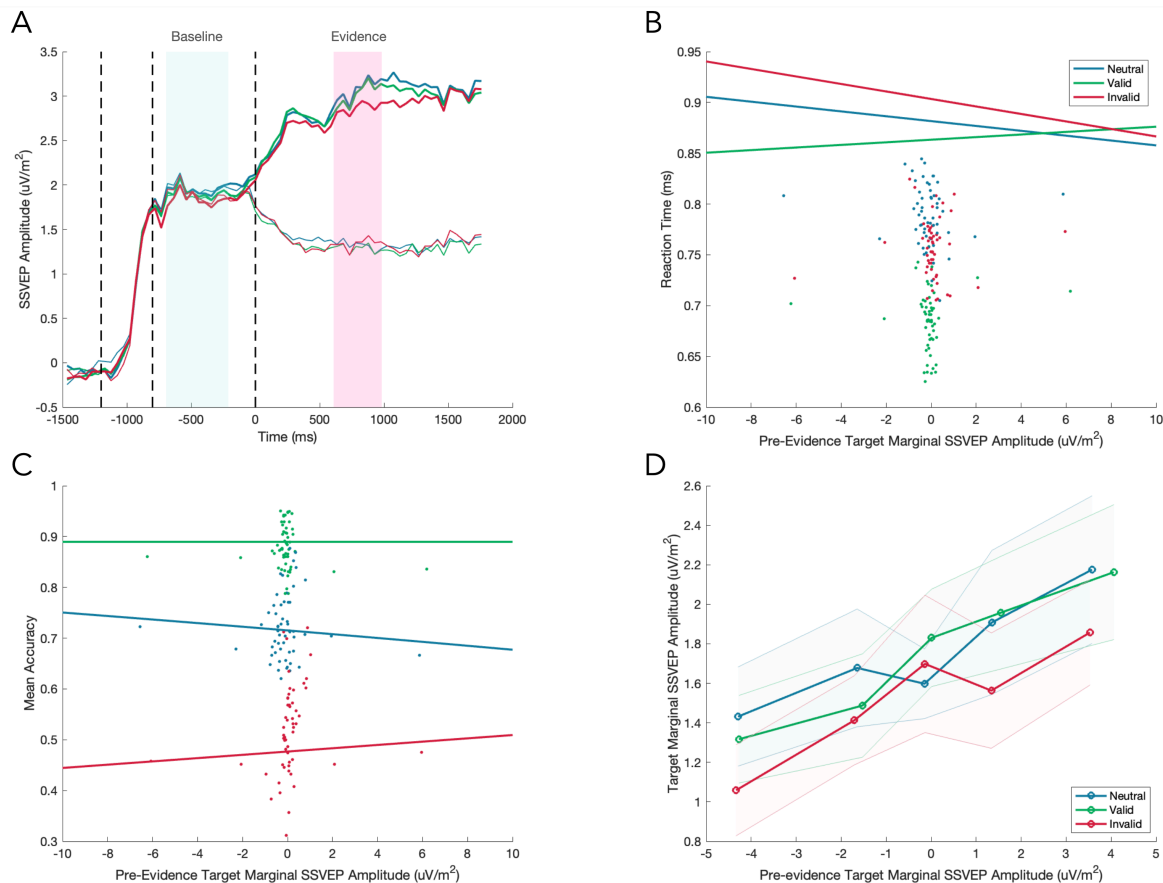 A
Baseline
Evidence
SSVEP Amplitude (uV/m²)
3.5
3
2.5
2
1.5
1
0.5
0
-0.5
-1500 -1000 -500 0 500 1000 1500 2000
Time (ms)
B
Neutral
Valid
Invalid
Reaction Time (ms)
0.95
0.9
0.85
0.8
0.75
0.7
0.65
0.6
-10 -8 -6 -4 -2 0 2 4 6 8 10
Pre-Evidence Target Marginal SSVEP Amplitude (uV/m²)
C
Mean Accuracy
1
0.9
0.8
0.7
0.6
0.5
0.4
0.3
-10 -8 -6 -4 -2 0 2 4 6 8 10
Pre-Evidence Target Marginal SSVEP Amplitude (uV/m²)
D
Target Marginal SSVEP Amplitude (uV/m²)
2.6
2.4
2.2
2
1.8
1.6
1.4
1.2
1
0.8
Neutral
Valid
Invalid
-5 -4 -3 -2 -1 0 1 2 3 4 5
Pre-evidence Target Marginal SSVEP Amplitude (uV/m²)